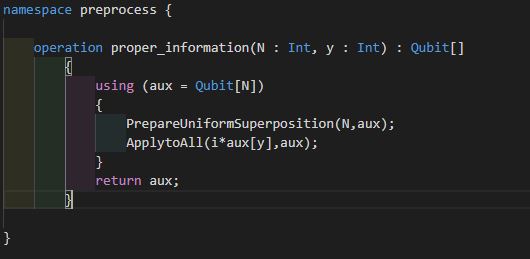 namespace preprocess {
operation proper_information(N : Int, y : Int) : Qubit[]
{
using (aux = Qubit[N])
{
PrepareUniformSuperposition(N,aux);
ApplytoAll(i*aux[y],aux);
}
return aux;
}
}